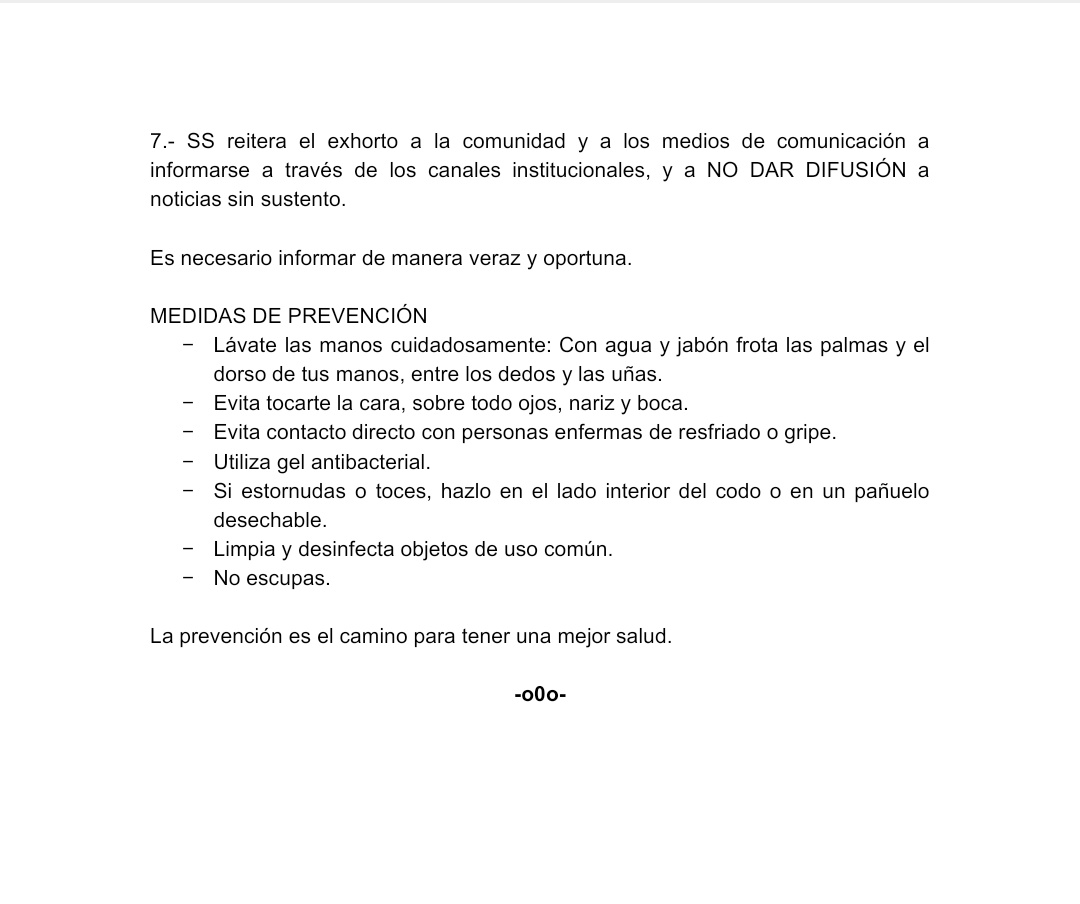 7.- SS reitera el exhorto a la comunidad y a los medios de comunicación a
informarse a través de los canales institucionales, y a NO DAR DIFUSIÓN a
noticias sin sustento.
Es necesario informar de manera veraz y oportuna.
MEDIDAS DE PREVENCIÓN
− Lávate las manos cuidadosamente: Con agua y jabón frota las palmas y el
dorso de tus manos, entre los dedos y las uñas.
− Evita tocarte la cara, sobre todo ojos, nariz y boca.
− Evita contacto directo con personas enfermas de resfriado o gripe.
− Utiliza gel antibacterial.
− Si estornudas o toces, hazlo en el lado interior del codo o en un pañuelo
desechable.
− Limpia y desinfecta objetos de uso común.
− No escupas.
La prevención es el camino para tener una mejor salud.
-o0o-